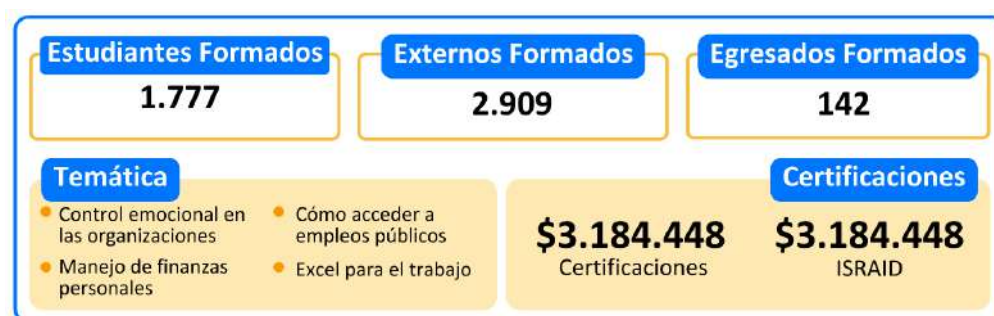 Estudiantes Formados
1.777
Externos Formados
2.909
Egresados Formados
142
Temática
Control emocional en
las organizaciones
Manejo de finanzas
personales
Cómo acceder a
empleos públicos
Excel para el trabajo
Certificaciones
$3.184.448
Certificaciones
$3.184.448
ISRAID